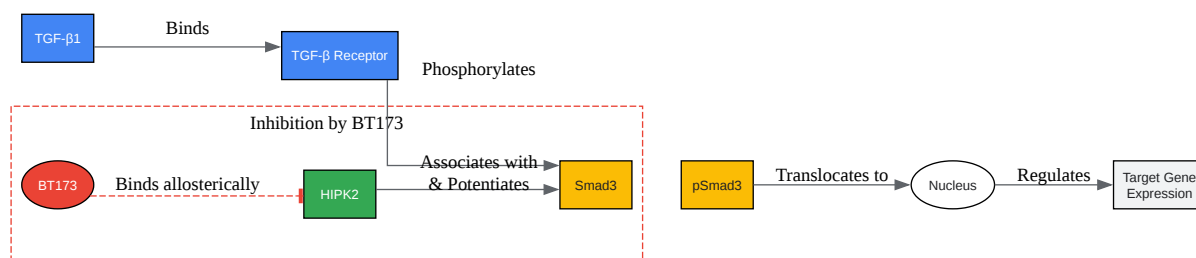 TGF-β1
Binds
TGF-β Receptor
Phosphorylates
Inhibition by BT173
BT173
Binds allosterically
HIPK2
Associates with
& Potentiates
Smad3
pSmad3
Translocates to
Nucleus
Regulates
Target Gene
Expression